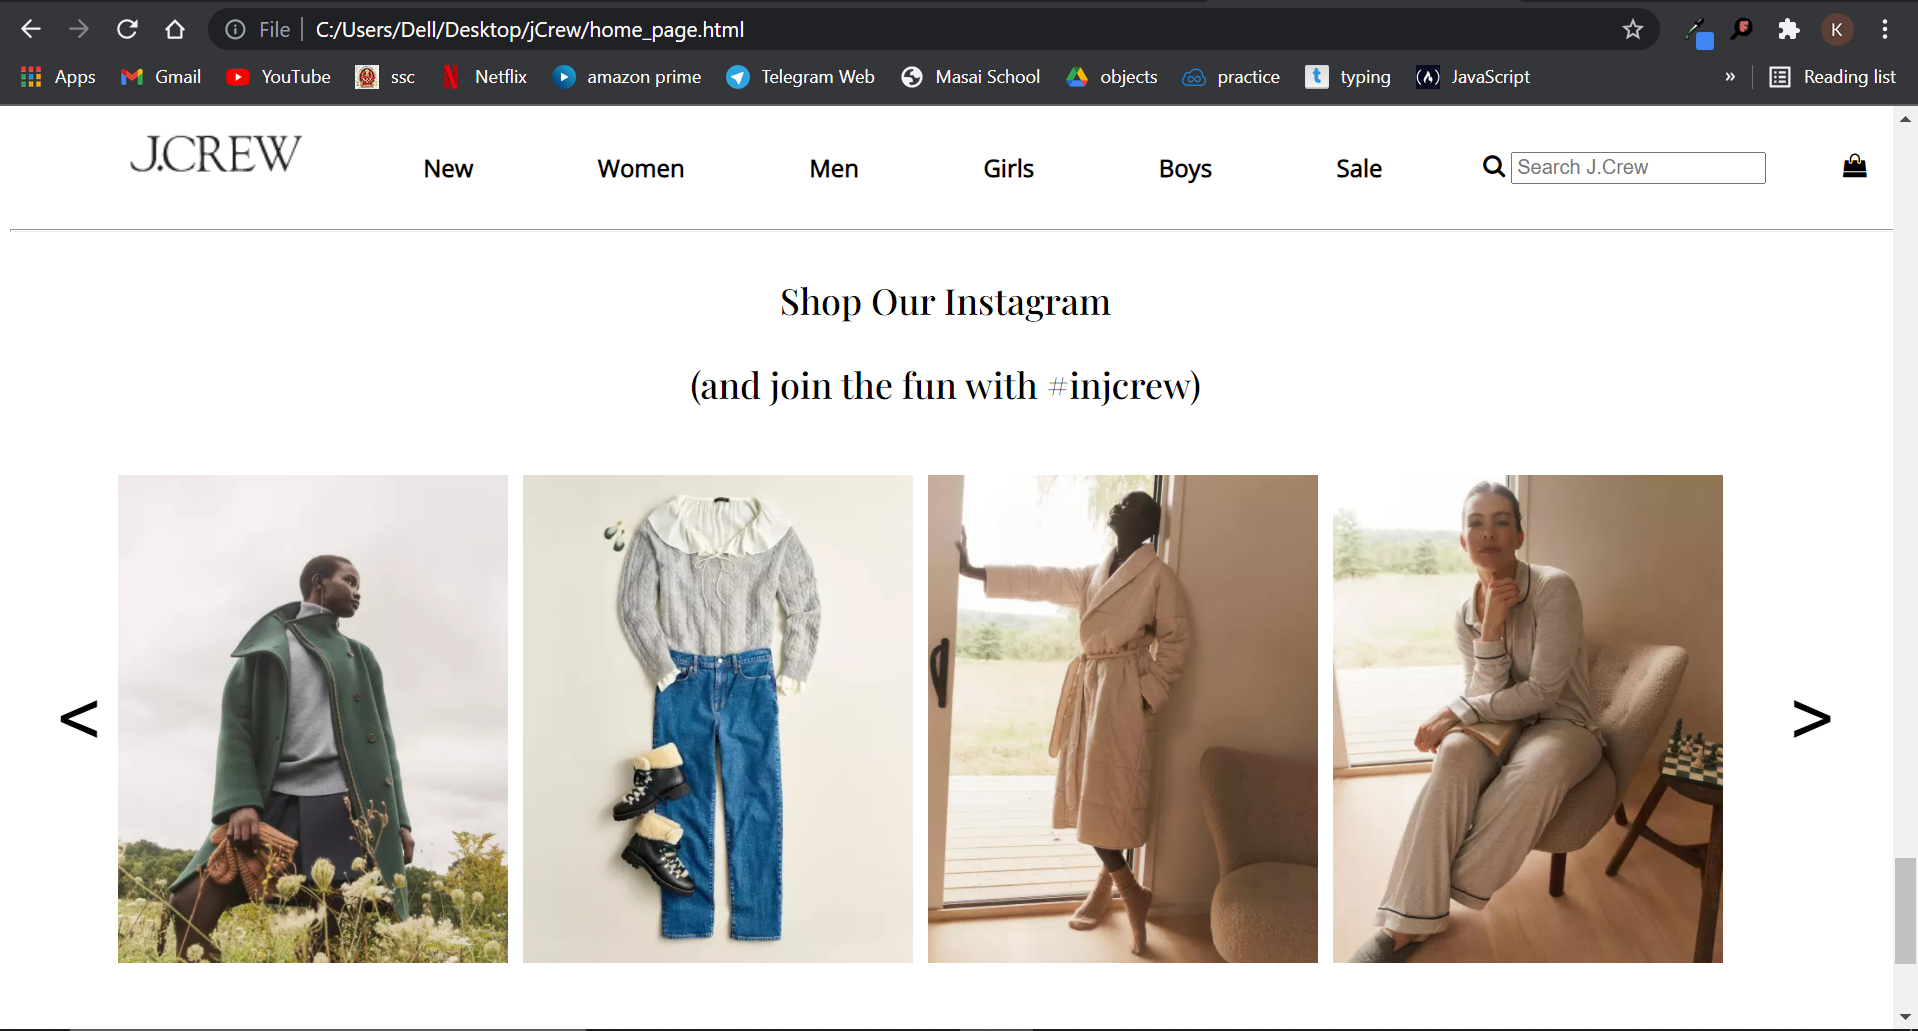 File C:/Users/Dell/Desktop/jCrew/home_page.html K
Apps Gmail YouTube ssc Netflix amazon prime Telegram Web Masai School objects practice typing JavaScript » Reading list
J.CREW New Women Men Girls Boys Sale Search J.Crew
Shop Our Instagram
(and join the fun with #injcrew)
< >